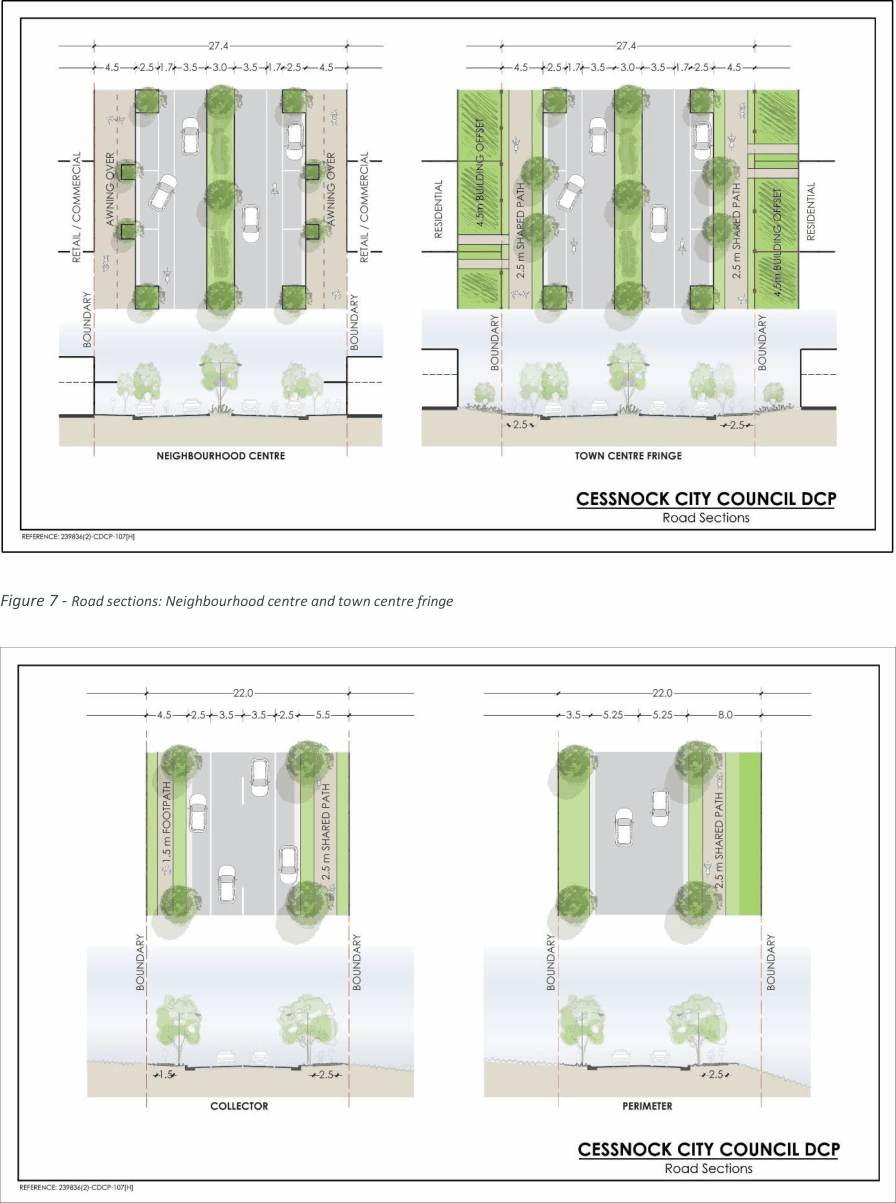 27.4
4.5 2.5 1.7 3.5 3.0 3.5 1.7 2.5 4.5
RETAIL / COMMERCIAL
AWNING OVER
AWNING OVER
RETAIL / COMMERCIAL
BOUNDARY
BOUNDARY
NEIGHBOURHOOD CENTRE
27.4
4.5 2.5 1.7 3.5 3.0 3.5 1.7 2.5 4.5
RESIDENTIAL
4.5m BUILDING OFFSET
2.5 m SHARED PATH
2.5 m SHARED PATH
4.5m BUILDING OFFSET
RESIDENTIAL
BOUNDARY
BOUNDARY
2.5
2.5
TOWN CENTRE FRINGE
CESSNOCK CITY COUNCIL DCP
Road Sections
REFERENCE: 239836(2)-CDCP-107[H]
Figure 7 - Road sections: Neighbourhood centre and town centre fringe
22.0
4.5 2.5 3.5 3.5 2.5 5.5
1.5 m FOOTPATH
2.5 m SHARED PATH
BOUNDARY
BOUNDARY
1.5
2.5
COLLECTOR
22.0
3.5 5.25 5.25 8.0
2.5 m SHARED PATH
BOUNDARY
BOUNDARY
2.5
PERIMETER
CESSNOCK CITY COUNCIL DCP
Road Sections
REFERENCE: 239836(2)-CDCP-107[H]